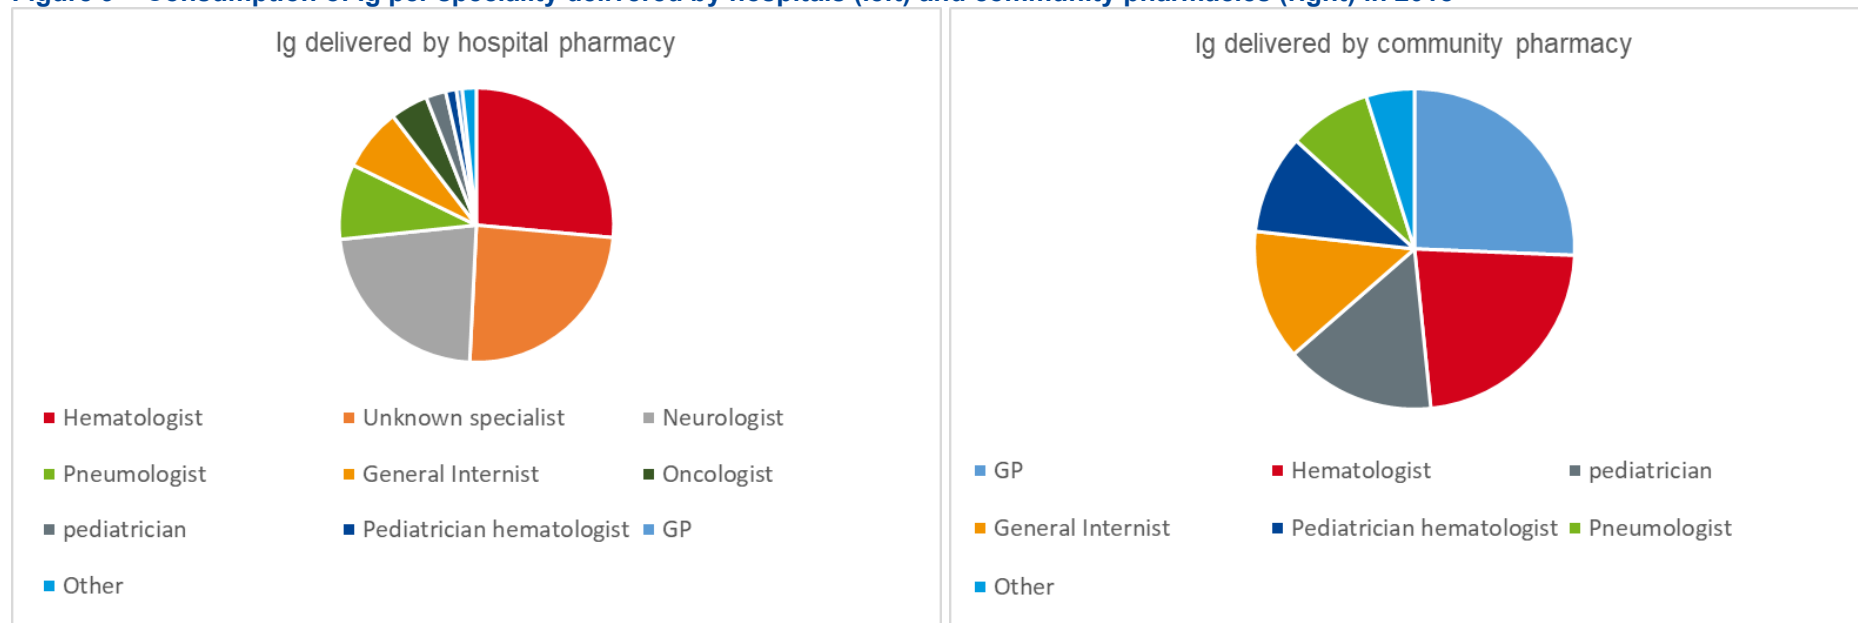 Ig delivered by hospital pharmacy
Hematologist
Unknown specialist
Neurologist
Pneumologist
General Internist
Oncologist
pediatrician
Pediatrician hematologist
GP
Other
Ig delivered by community pharmacy
GP
Hematologist
pediatrician
General Internist
Pediatrician hematologist
Pneumologist
Other